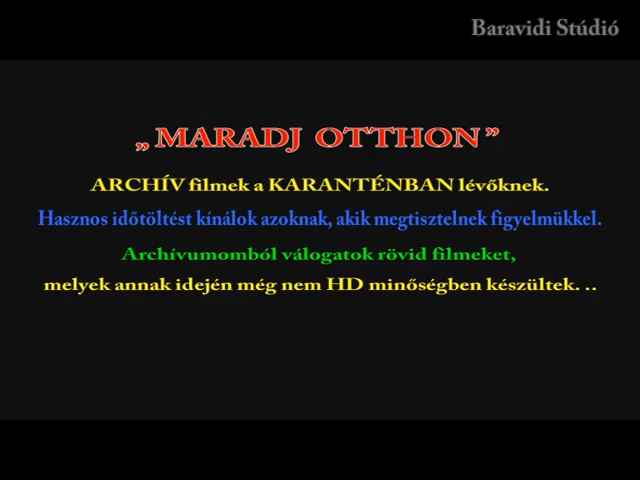 Baravidi Stúdió
„ MARADJ OTTHON”
ARCHÍV filmek a KARANTÉNBAN lévőknek.
Hasznos időtöltést kínálok azoknak, akik megtisztelnek figyelmükkel.
Archívumomból válogatok rövid filmeket,
melyek annak idején még nem HD minőségben készültek. ..